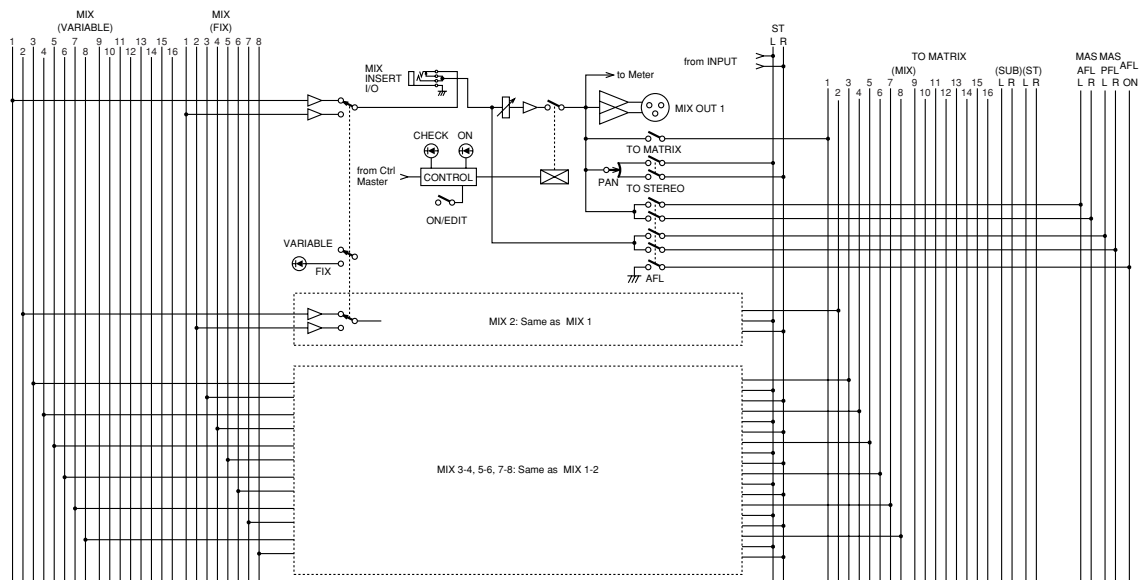 MIX
(VARIABLE)
1 3 5 7 9 11 13 15
2 4 6 8 10 12 14 16
MIX
(FIX)
1 2 3 4 5 6 7 8
ST
L R
from INPUT
TO MATRIX
(MIX) (SUB) (ST)
1 3 5 7 9 11 13 15 L R L R
2 4 6 8 10 12 14 16
MAS MAS AFL
AFL PFL ON
L R L R
MIX
INSERT
I/O
to Meter
MIX OUT 1
CHECK ON
TO MATRIX
from Ctrl
Master
CONTROL
PAN
TO STEREO
ON/EDIT
VARIABLE
FIX
AFL
MIX 2: Same as MIX 1
MIX 3-4, 5-6, 7-8: Same as MIX 1-2